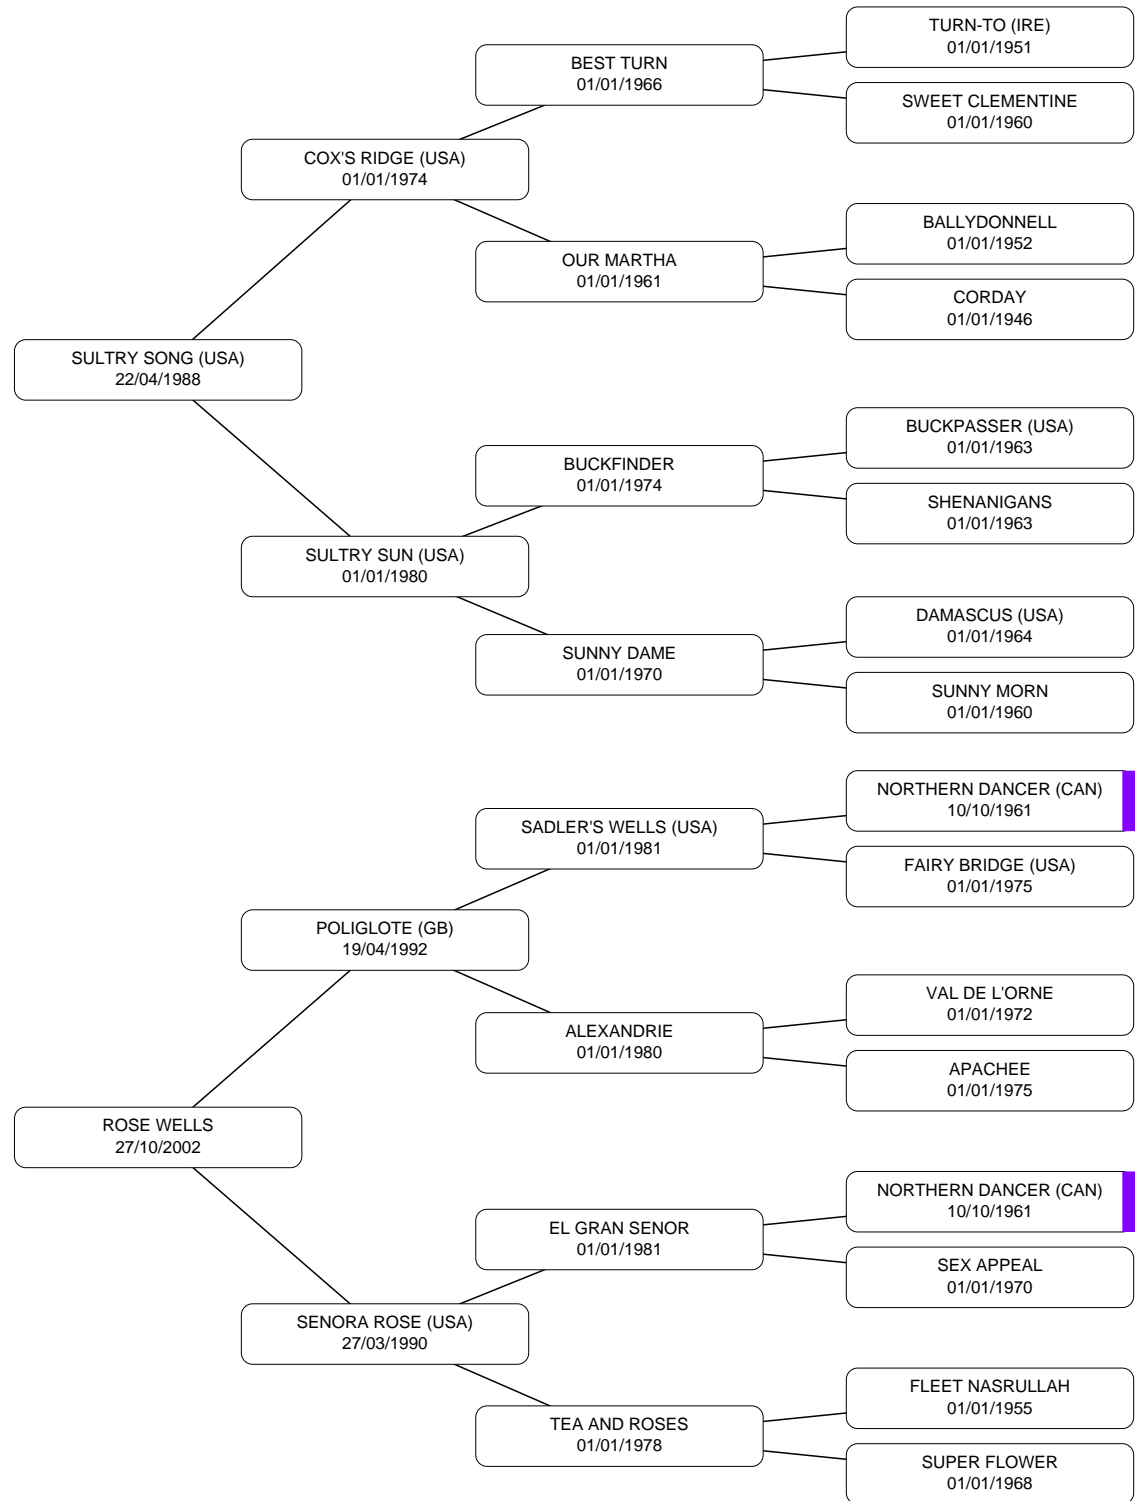 TURN-TO (IRE)
01/01/1951
BEST TURN
01/01/1966
SWEET CLEMENTINE
01/01/1960
COX'S RIDGE (USA)
01/01/1974
BALLYDONNELL
01/01/1952
OUR MARTHA
01/01/1961
CORDAY
01/01/1946
SULTRY SONG (USA)
22/04/1988
BUCKPASSER (USA)
01/01/1963
BUCKFINDER
01/01/1974
SHENANIGANS
01/01/1963
SULTRY SUN (USA)
01/01/1980
DAMASCUS (USA)
01/01/1964
SUNNY DAME
01/01/1970
SUNNY MORN
01/01/1960
NORTHERN DANCER (CAN)
10/10/1961
SADLER'S WELLS (USA)
01/01/1981
FAIRY BRIDGE (USA)
01/01/1975
POLIGLOTE (GB)
19/04/1992
VAL DE L'ORNE
01/01/1972
ALEXANDRIE
01/01/1980
APACHEE
01/01/1975
ROSE WELLS
27/10/2002
NORTHERN DANCER (CAN)
10/10/1961
EL GRAN SENOR
01/01/1981
SEX APPEAL
01/01/1970
SENORA ROSE (USA)
27/03/1990
FLEET NASRULLAH
01/01/1955
TEA AND ROSES
01/01/1978
SUPER FLOWER
01/01/1968